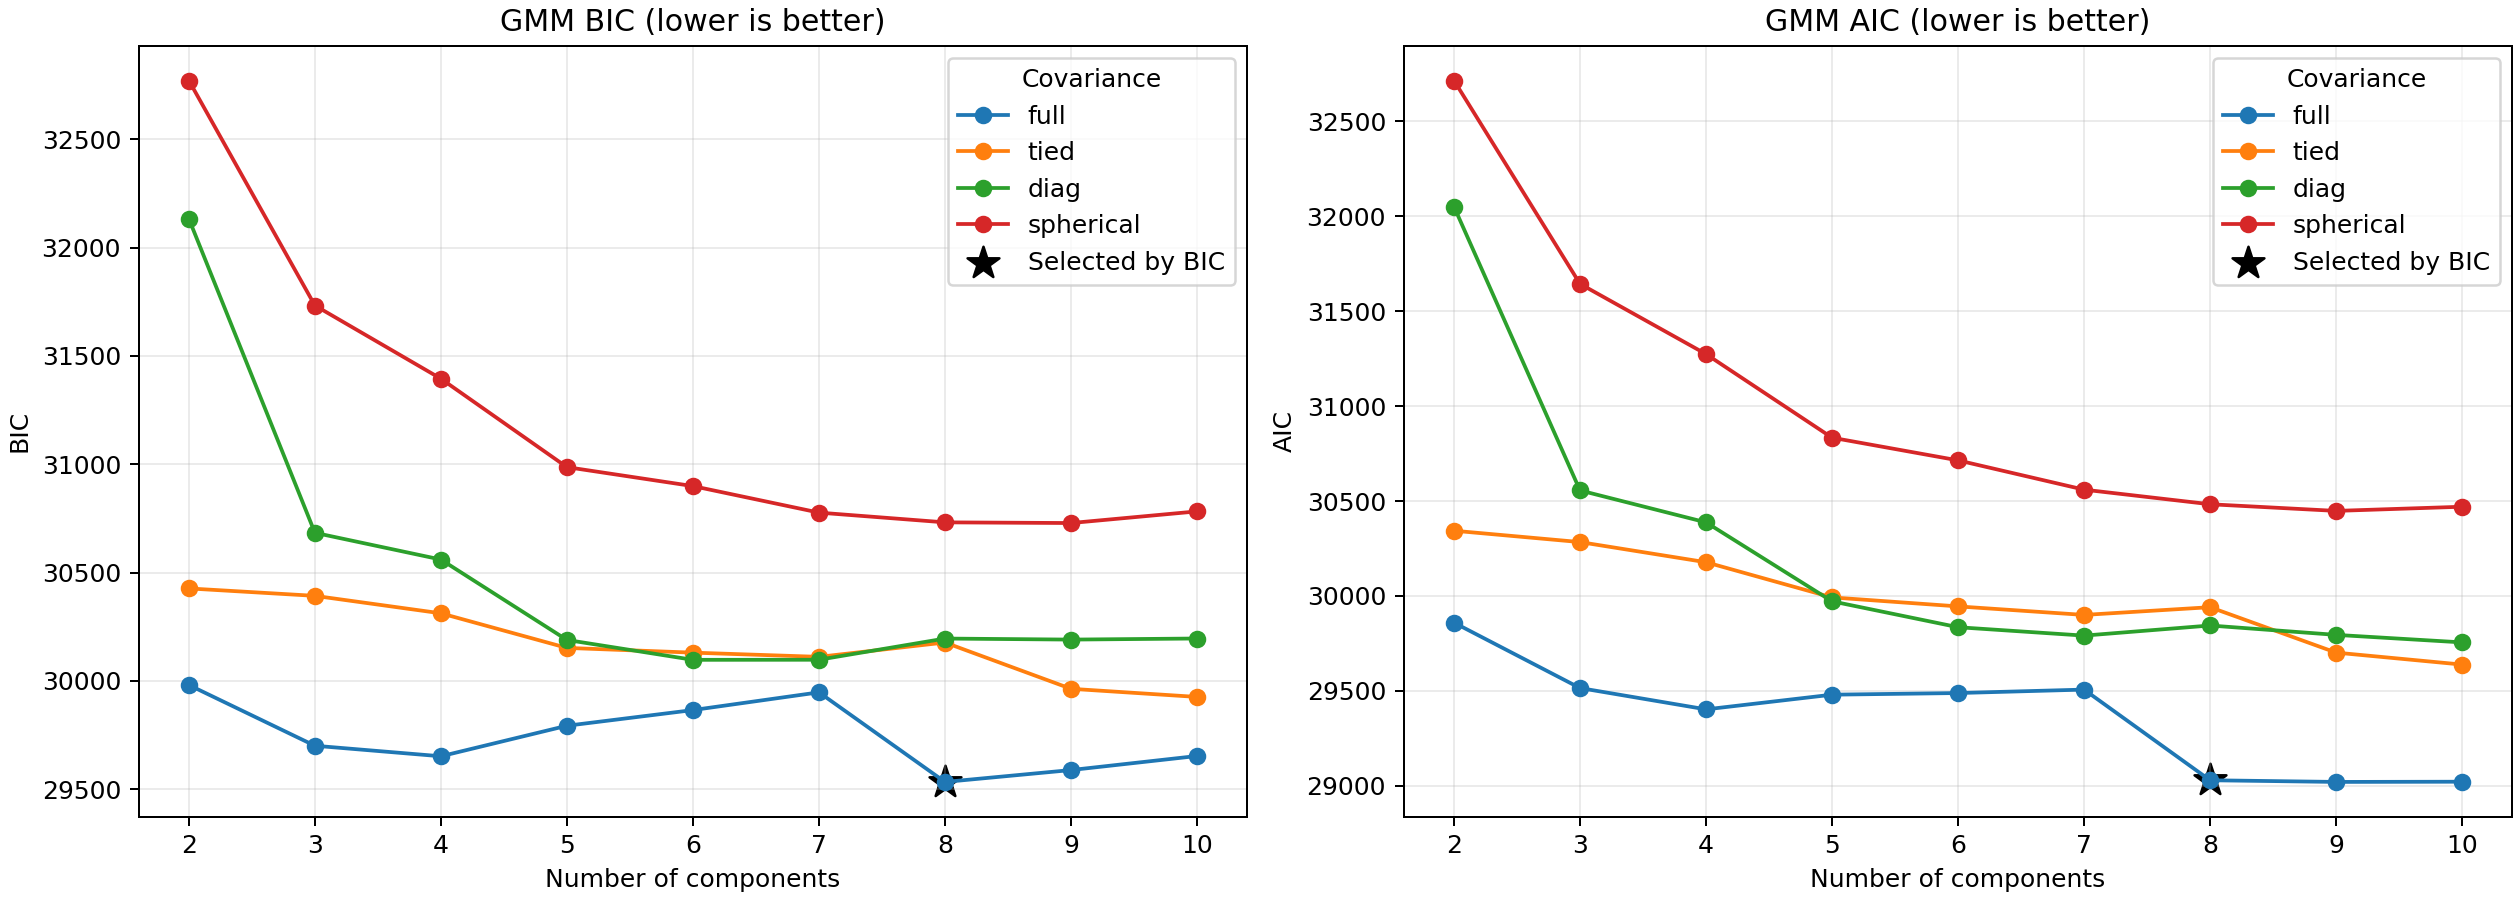 GMM BIC (lower is better)
BIC
32500
32000
31500
31000
30500
30000
29500
2 3 4 5 6 7 8 9 10
Number of components
Covariance
full
tied
diag
spherical
Selected by BIC
GMM AIC (lower is better)
AIC
32500
32000
31500
31000
30500
30000
29500
29000
2 3 4 5 6 7 8 9 10
Number of components
Covariance
full
tied
diag
spherical
Selected by BIC